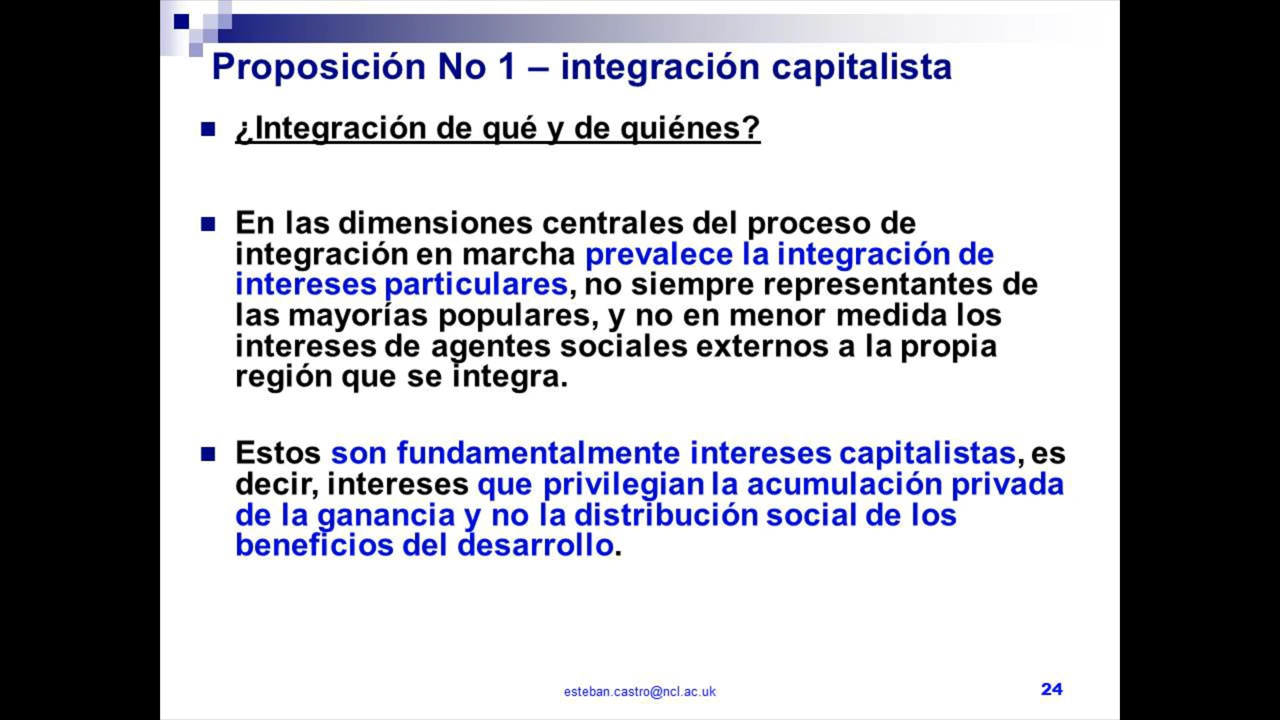 Proposición No 1 – integración capitalista
¿Integración de qué y de quiénes?
En las dimensiones centrales del proceso de
integración en marcha prevalece la integración de
intereses particulares, no siempre representantes de
las mayorías populares, y no en menor medida los
intereses de agentes sociales externos a la propia
región que se integra.
Estos son fundamentalmente intereses capitalistas, es
decir, intereses que privilegian la acumulación privada
de la ganancia y no la distribución social de los
beneficios del desarrollo.
esteban.castro@ncl.ac.uk
24